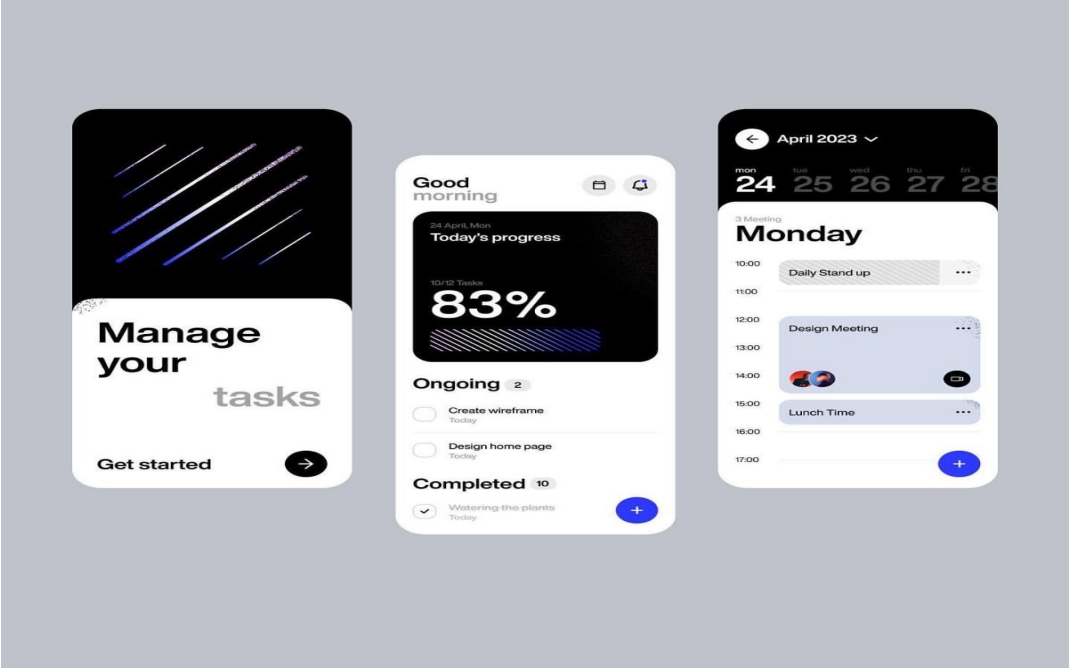 Manage
your
tasks
Get started
Good
morning
24 April, Mon
Today's progress
10/12 Tasks
83%
Ongoing 2
Create wireframe
Today
Design home page
Today
Completed 10
Watering the plants
Today
April 2023
mon tue wed thu fri
24 25 26 27 28
3 Meeting
Monday
10:00
Daily Stand up
11:00
12:00
Design Meeting
13:00
14:00
15:00
Lunch Time
16:00
17:00